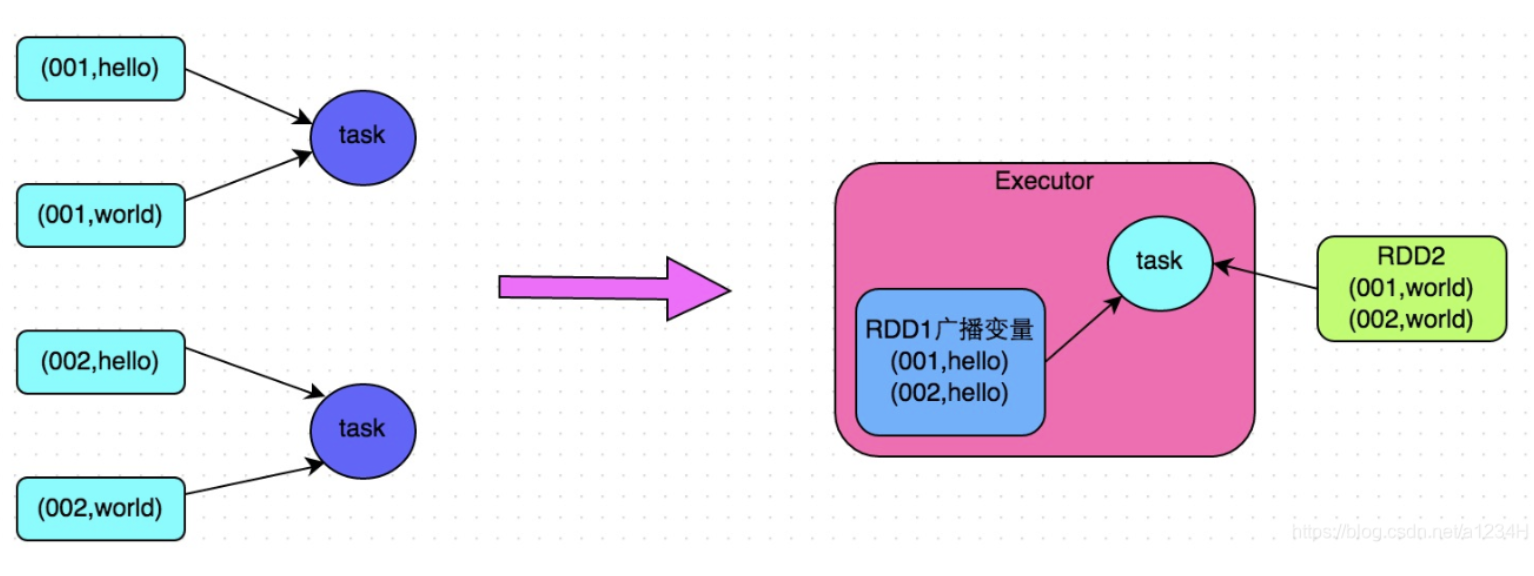 (001,hello)
task
(001,world)
(002,hello)
task
(002,world)
Executor
task
RDD1广播变量
(001,hello)
(002,hello)
RDD2
(001,world)
(002,world)
https://blog.csdn.net/a1234H